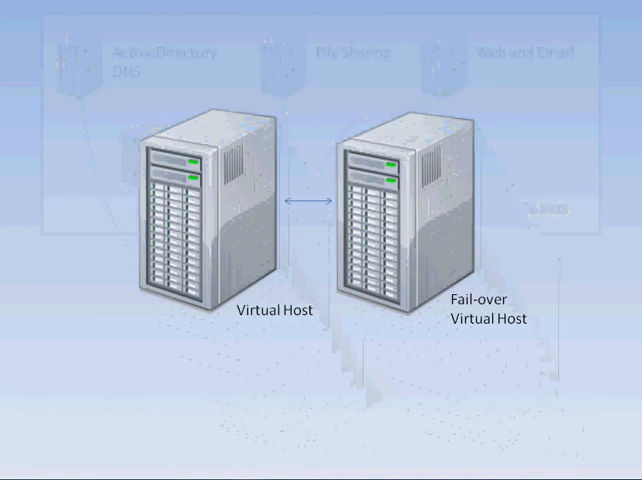 Active Directory
DNS
File Sharing
Web and Email
Virtual Host
Fail-over
Virtual Host